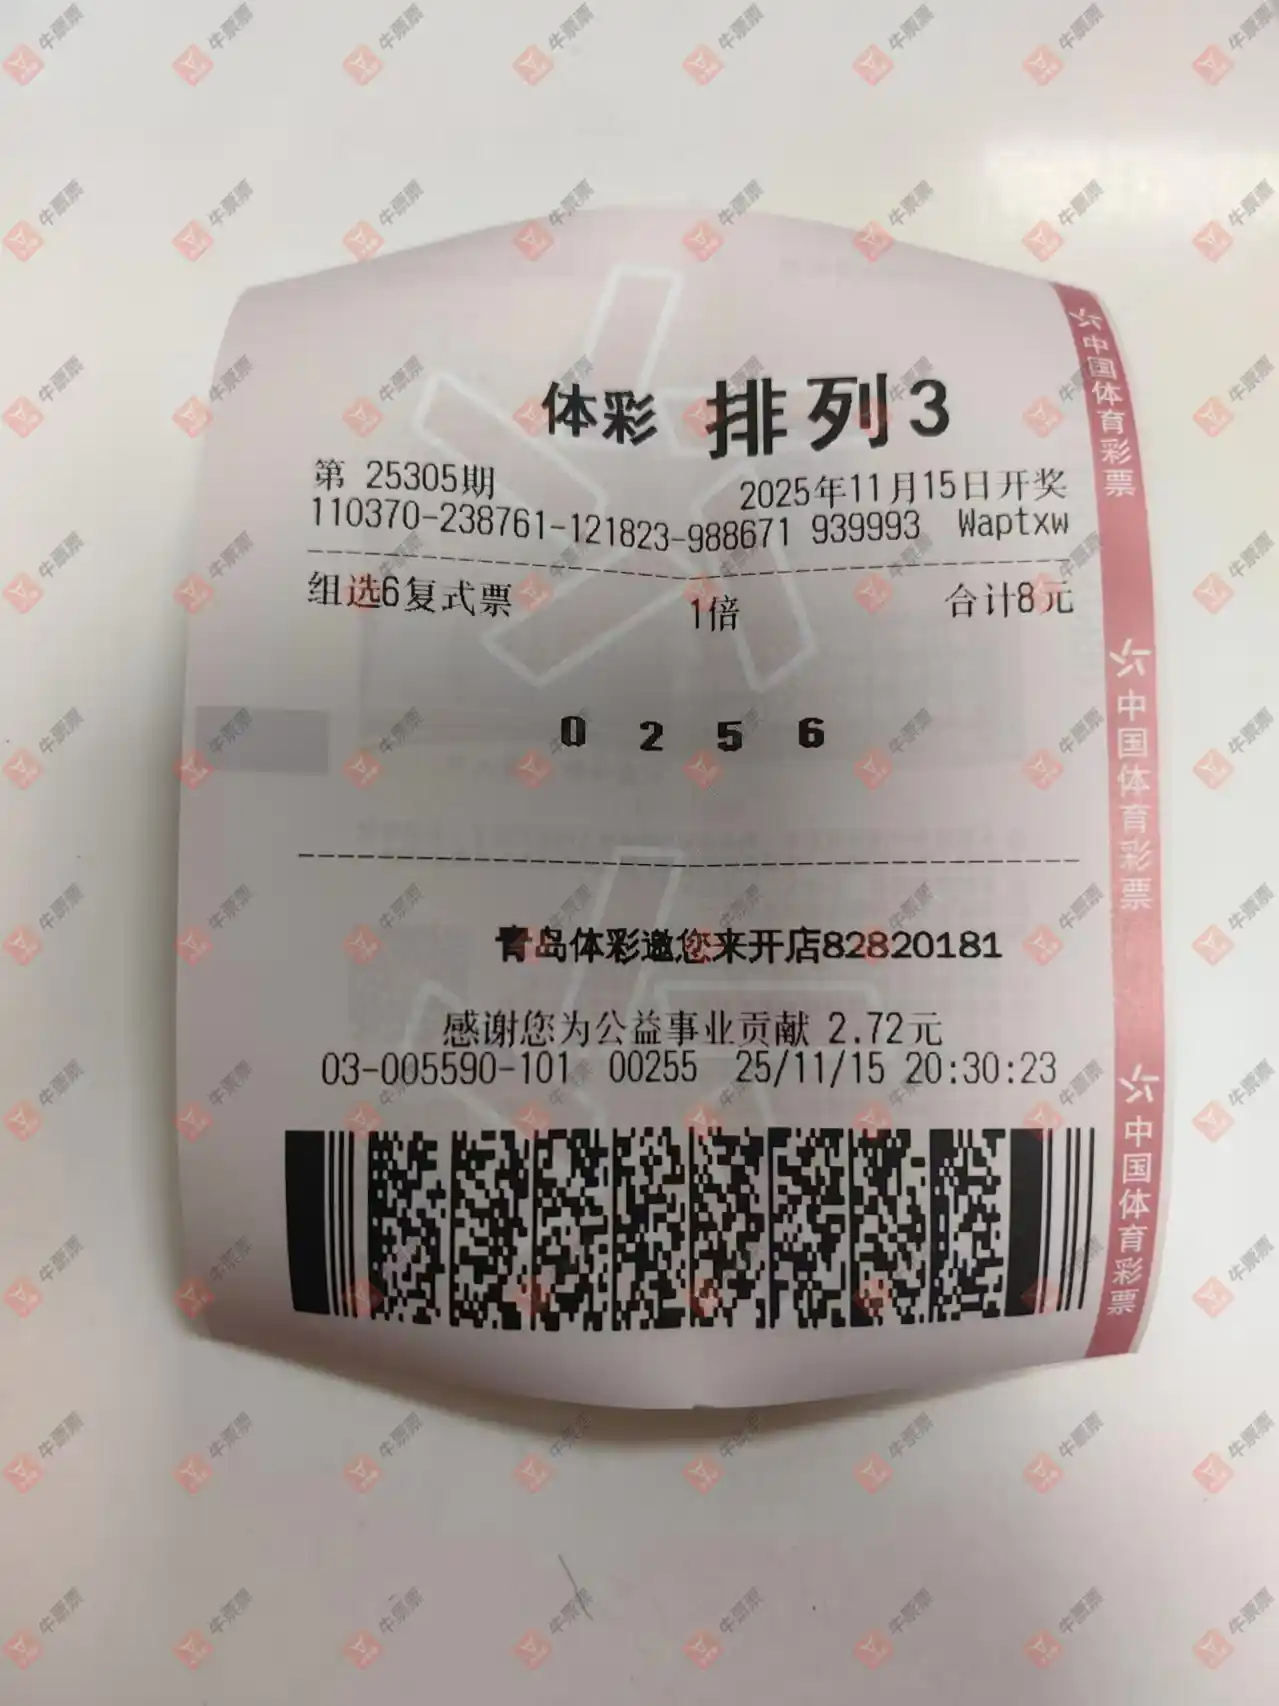 体彩 排列3
第 25305期 2025年11月15日开奖
110370-238761-121823-988671 939993 Waptxw
组选6复式票 1倍 合计8元
0 2 5 6
青岛体彩邀您来开店82820181
感谢您为公益事业贡献 2.72元
03-005590-101 00255 25/11/15 20:30:23
中国体育彩票
中国体育彩票
中国体育彩票
牛票票